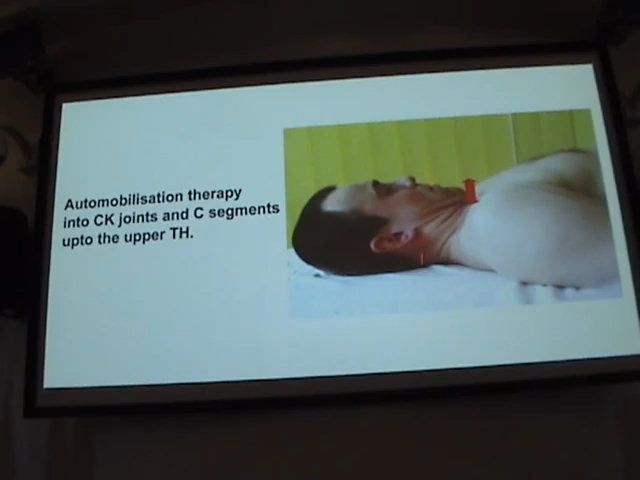 Automobilisation therapy
into CK joints and C segments
upto the upper TH.